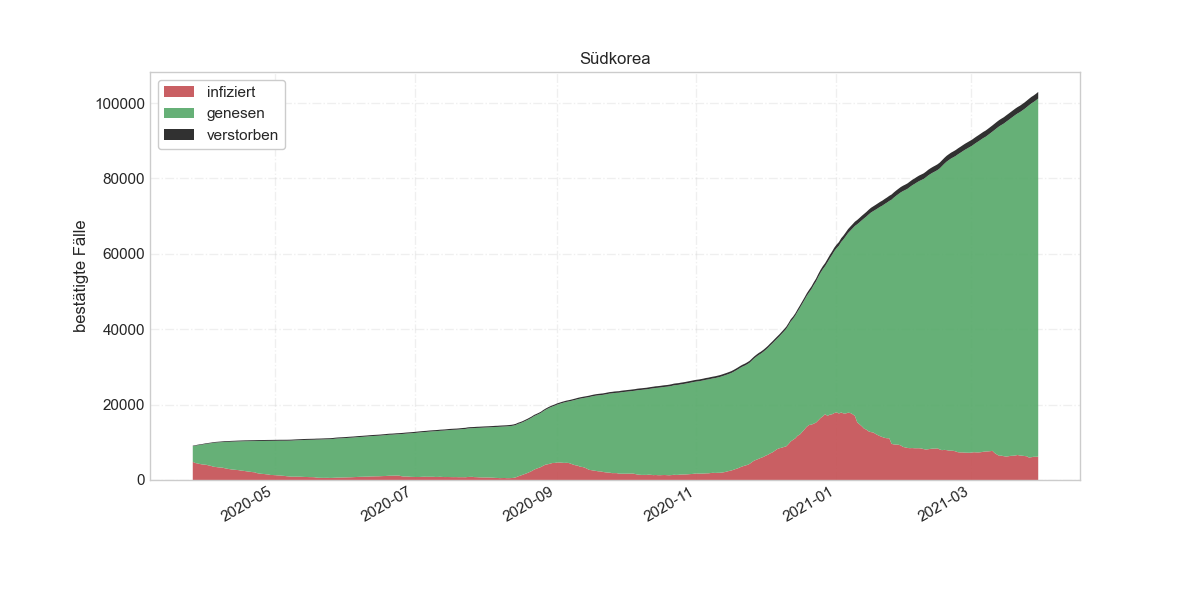 Südkorea
infiziert
genesen
verstorben
bestätigte Fälle
100000
80000
60000
40000
20000
0
2020-05
2020-07
2020-09
2020-11
2021-01
2021-03